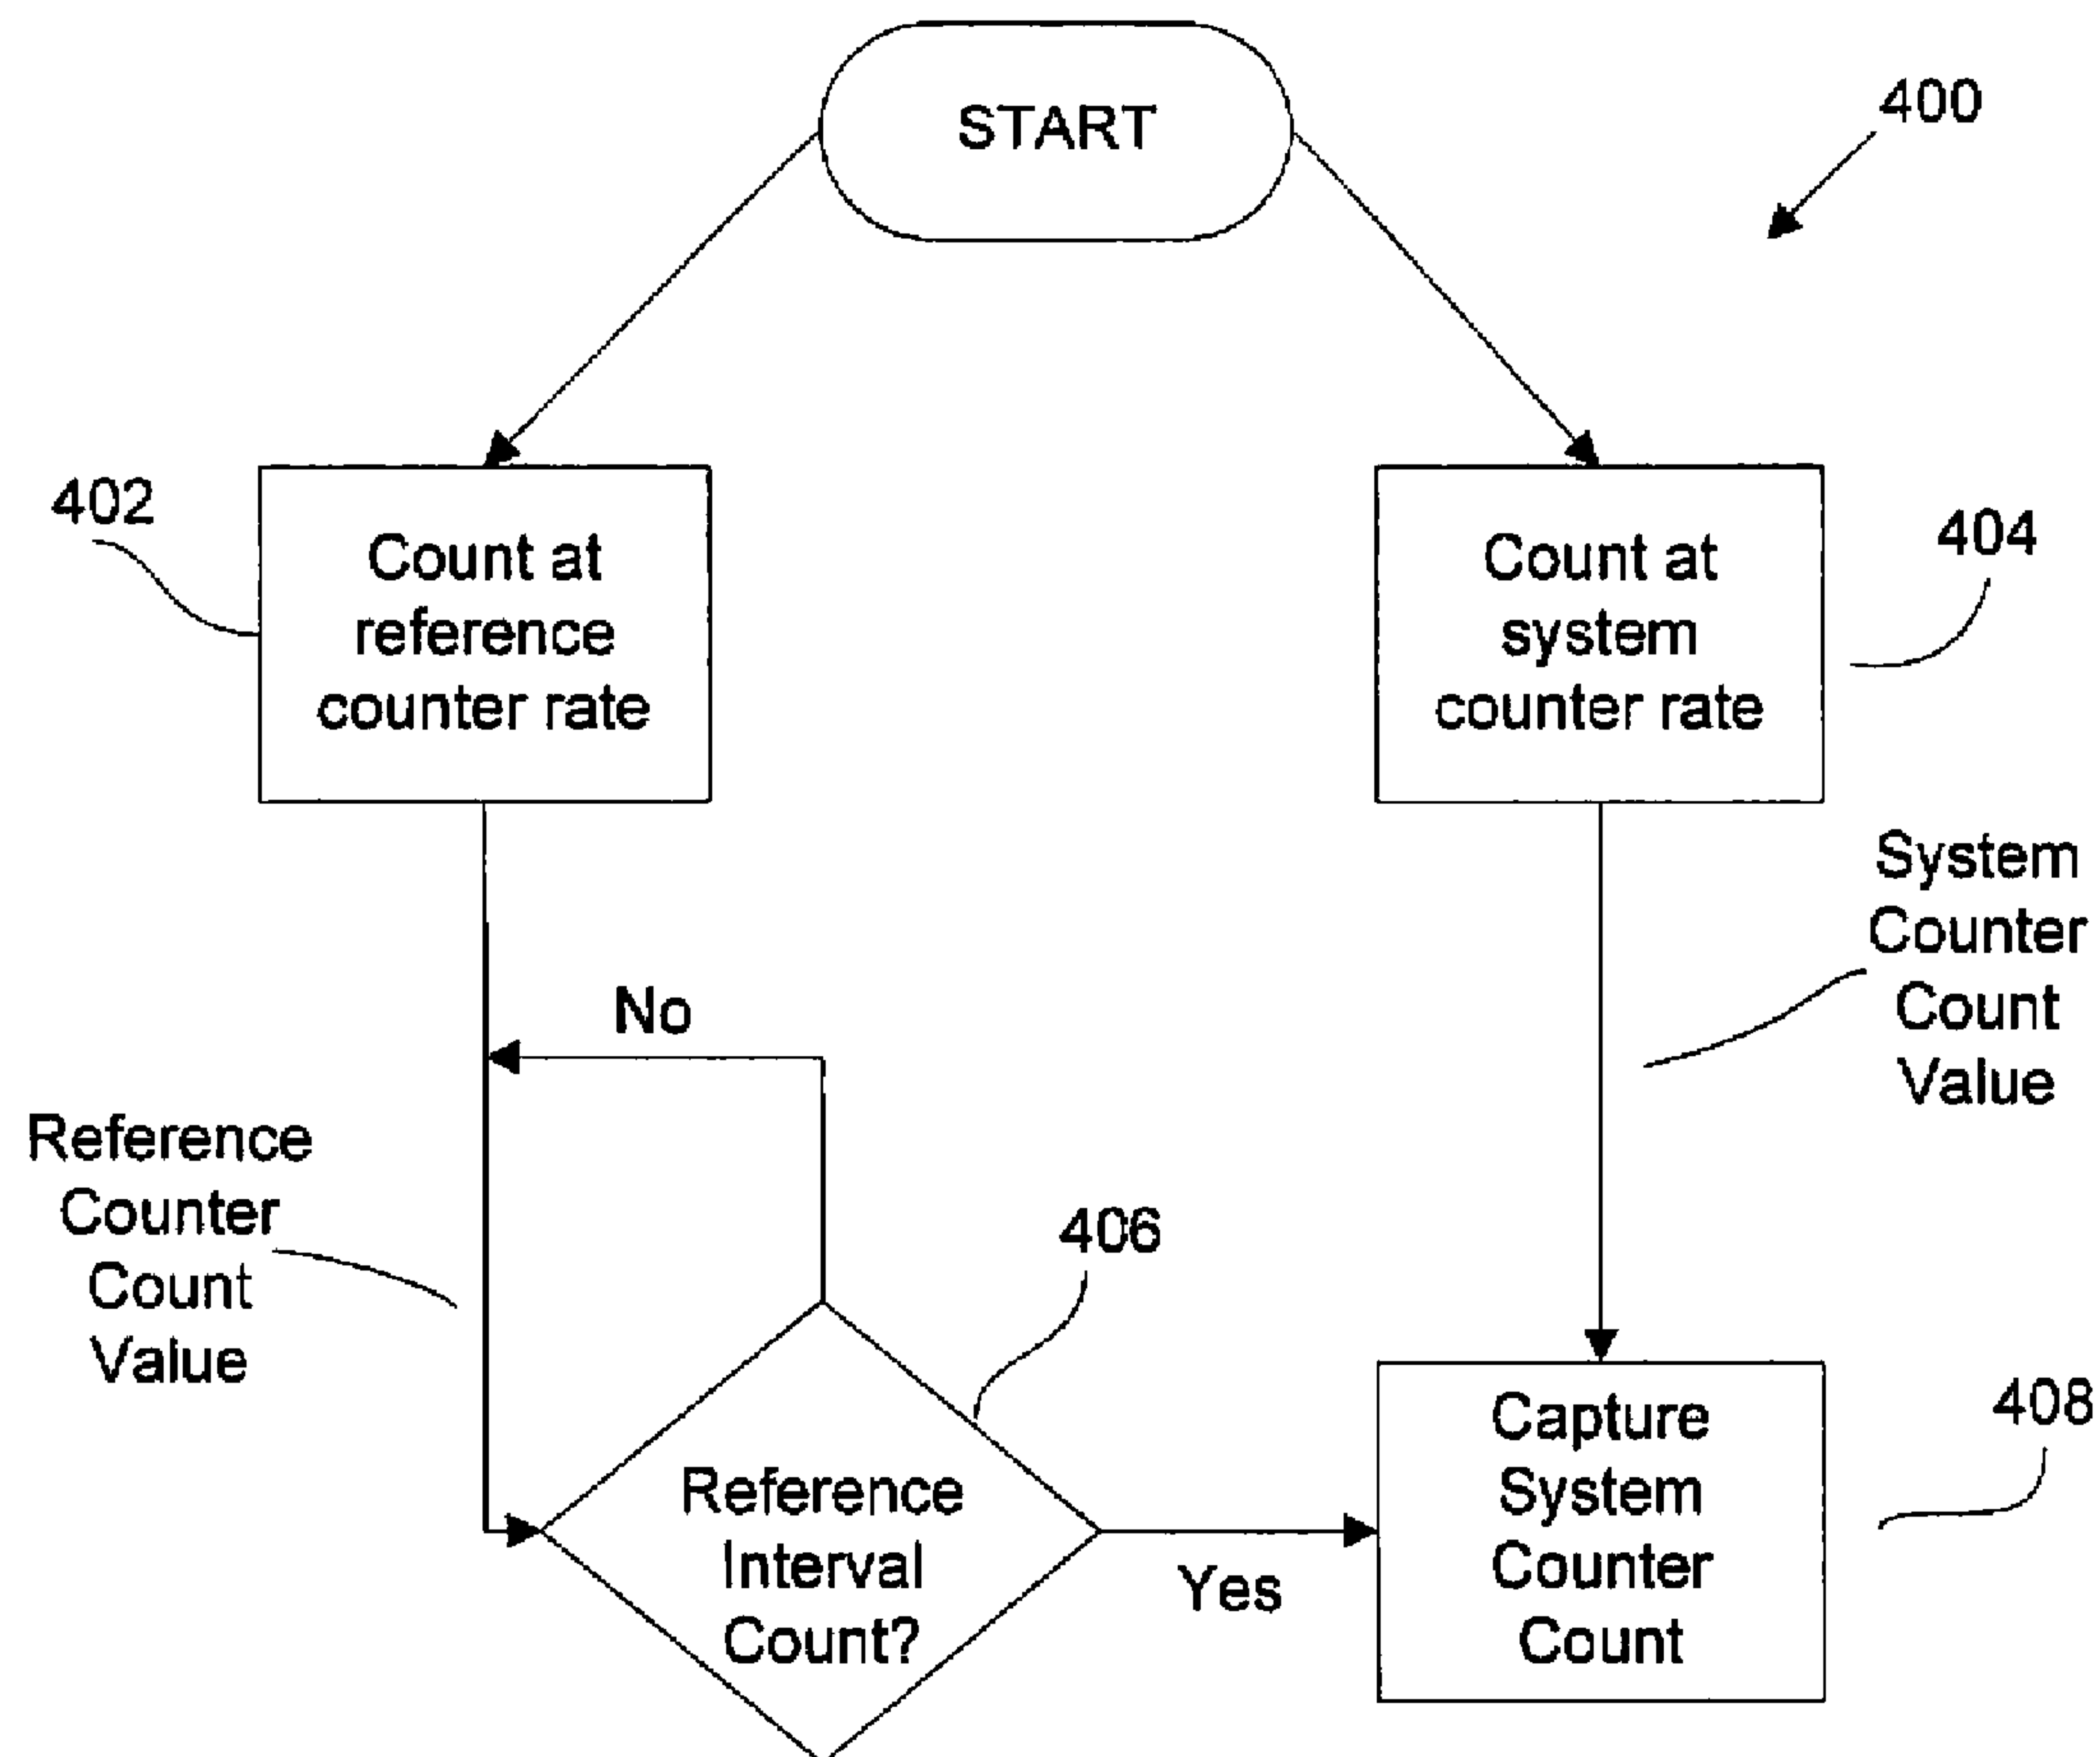 START
400
402
Count at
reference
counter rate
Count at
system
counter rate
404
System
Counter
Count
Value
No
Reference
Counter
Count
Value
406
Reference
Interval
Count?
Yes
Capture
System
Counter
Count
408